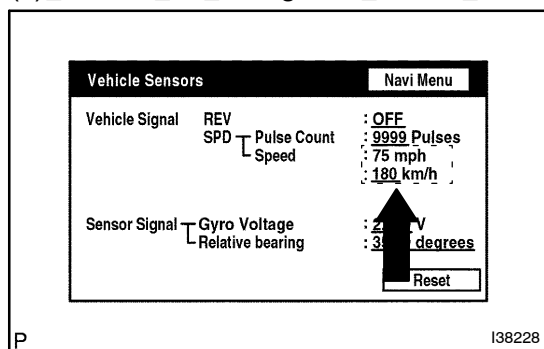 Vehicle Sensors Navi Menu
Vehicle Signal REV : OFF
SPD Pulse Count : 9999 Pulses
Speed : 75 mph
: 180 km/h
Sensor Signal Gyro Voltage : V
Relative bearing : degrees
Reset
P I38228